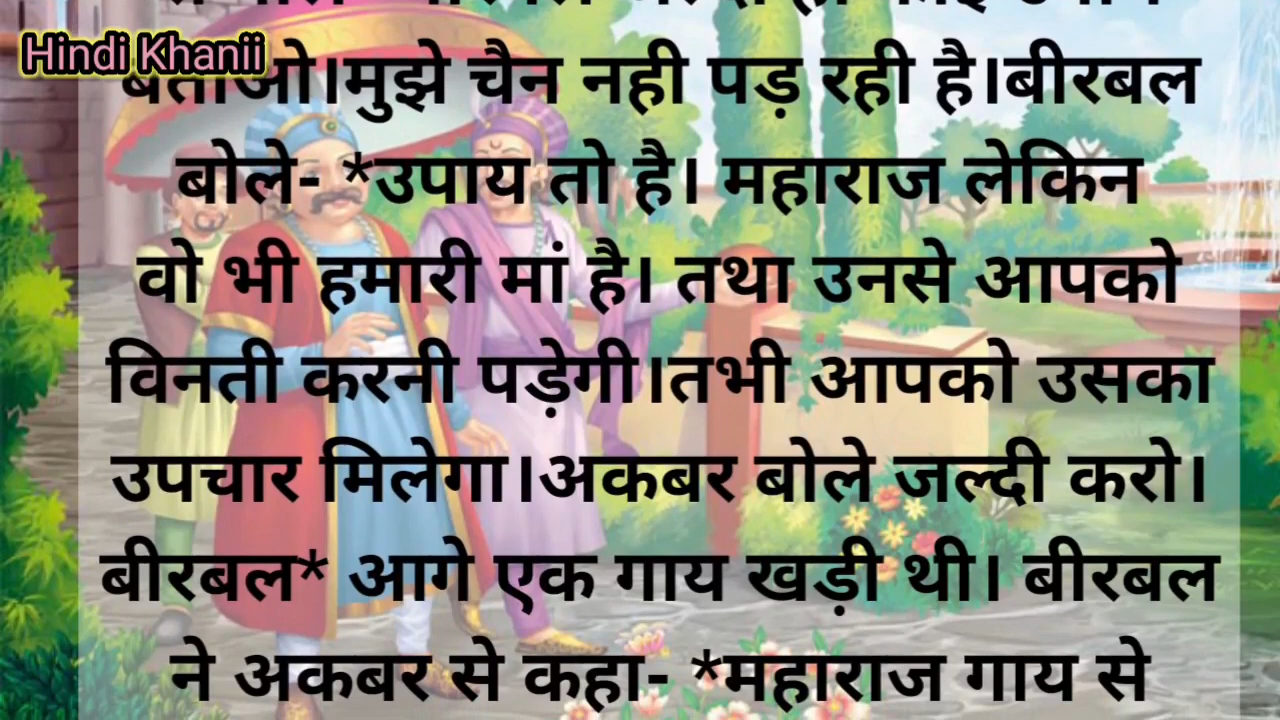 Hindi Khanii
बताओ।मुझे चैन नही पड़ रही है।बीरबल
बोले- *उपाय तो है। महाराज लेकिन
वो भी हमारी मां है। तथा उनसे आपको
विनती करनी पड़ेगी।तभी आपको उसका
उपचार मिलेगा।अकबर बोले जल्दी करो।
बीरबल* आगे एक गाय खड़ी थी। बीरबल
ने अकबर से कहा- *महाराज गाय से